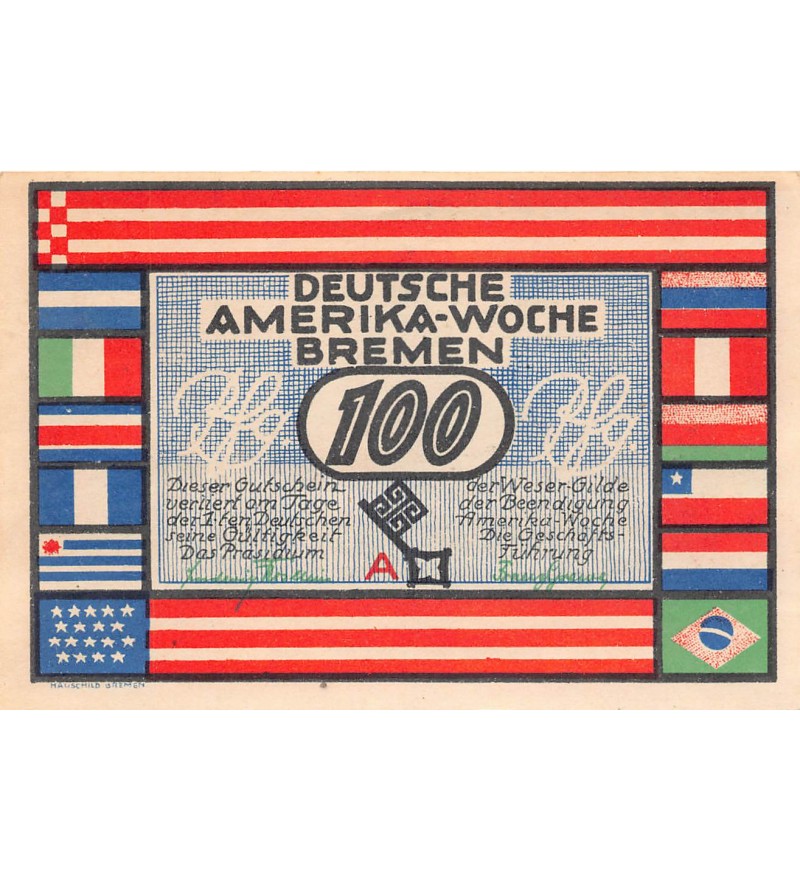 DEUTSCHE
AMERIKA-WOCHE
BREMEN
Pfg. 100 Pfg.
Dieser Gutschein der Weser-Gilde
verliert am Tage der Beendigung
der I-ten Deutschen Amerika-Woche
seine Gültigkeit Die Geschäfts-
Das Präsidium Führung
A
HAUSCHILD BREMEN